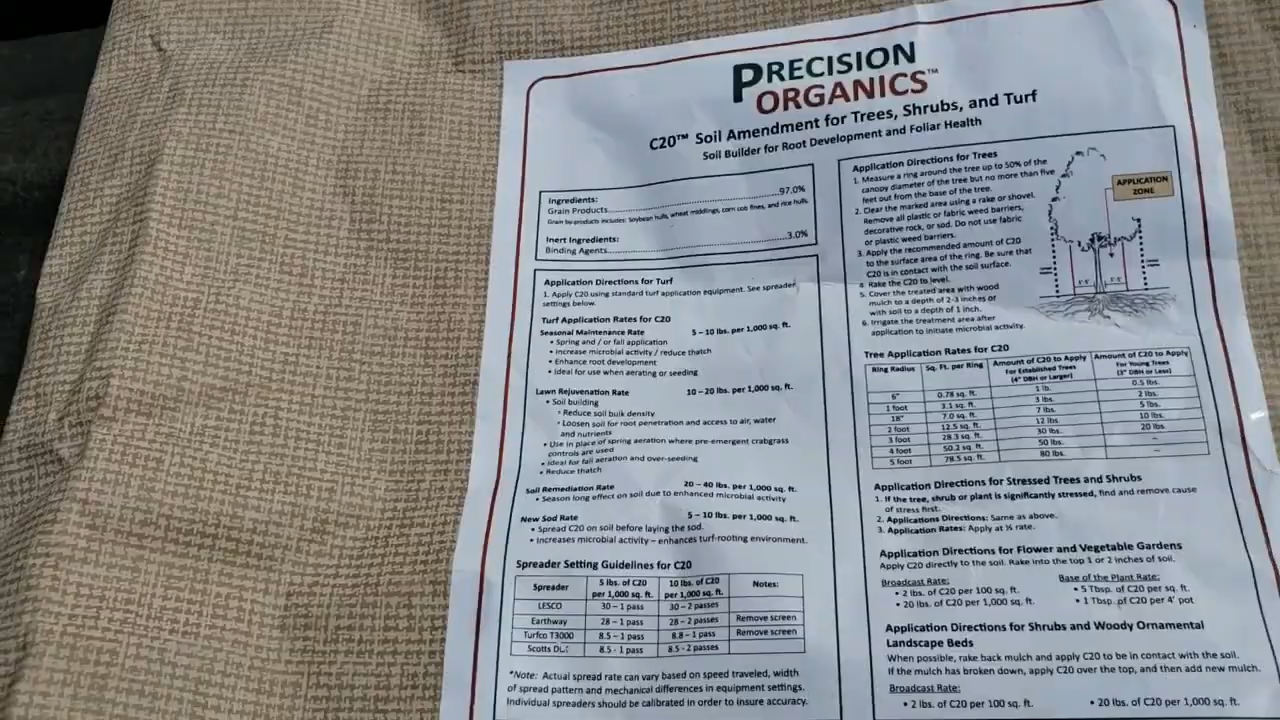 PRECISION
ORGANICS™
C20™ Soil Amendment for Trees, Shrubs, and Turf
Soil Builder for Root Development and Foliar Health
Ingredients:
Grain Products 97.0%
Grain by-products includes: Soybean hulls, wheat middlings, corn cob fines, and rice hulls
Inert Ingredients:
Binding Agents 3.0%
Application Directions for Turf
1. Apply C20 using standard turf application equipment. See spreader
settings below.
Turf Application Rates for C20
Seasonal Maintenance Rate 5 – 10 lbs. per 1,000 sq. ft.
• Spring and / or fall application
• Increase microbial activity / reduce thatch
• Enhance root development
• Ideal for use when aerating or seeding
Lawn Rejuvenation Rate 10 – 20 lbs. per 1,000 sq. ft.
• Soil building
• Reduce soil bulk density
• Loosen soil for root penetration and access to air, water
and nutrients
• Use in place of spring aeration where pre-emergent crabgrass
controls are used
• Ideal for fall aeration and over-seeding
• Reduce thatch
Soil Remediation Rate 20 – 40 lbs. per 1,000 sq. ft.
• Season long effect on soil due to enhanced microbial activity
New Sod Rate 5 – 10 lbs. per 1,000 sq. ft.
• Spread C20 on soil before laying the sod.
• Increases microbial activity – enhances turf-rooting environment.
Spreader Setting Guidelines for C20
Spreader 5 lbs. of C20 per 1,000 sq. ft. 10 lbs. of C20 per 1,000 sq. ft. Notes:
LESCO 30 – 1 pass 30 – 2 passes
Earthway 28 – 1 pass 28 – 2 passes Remove screen
Turfco T3000 8.5 – 1 pass 8.8 – 1 pass Remove screen
Scotts 8.5 - 1 pass 8.5 - 2 passes
*Note: Actual spread rate can vary based on speed traveled, width
of spread pattern and mechanical differences in equipment settings.
Individual spreaders should be calibrated in order to insure accuracy.
Application Directions for Trees
1. Measure a ring around the tree up to 50% of the
canopy diameter of the tree but no more than five
feet out from the base of the tree.
2. Clear the marked area using a rake or shovel.
Remove all plastic or fabric weed barriers,
decorative rock, or sod. Do not use fabric
or plastic weed barriers.
3. Apply the recommended amount of C20
to the surface area of the ring. Be sure that
C20 is in contact with the soil surface.
4. Rake the C20 to level.
5. Cover the treated area with wood
mulch to a depth of 2-3 inches or
with soil to a depth of 1 inch.
6. Irrigate the treatment area after
application to initiate microbial activity.
APPLICATION
ZONE
Tree Application Rates for C20
Ring Radius Sq. Ft. per Ring Amount of C20 to Apply For Established Trees (4" DBH or Larger) Amount of C20 to Apply For Young Trees (3" DBH or Less)
6" 0.78 sq. ft. 1 lb. 0.5 lbs.
1 foot 3.1 sq. ft. 3 lbs. 2 lbs.
18" 7.0 sq. ft. 7 lbs. 5 lbs.
2 foot 12.5 sq. ft. 12 lbs. 10 lbs.
3 foot 28.3 sq. ft. 30 lbs. 20 lbs.
4 foot 50.2 sq. ft. 50 lbs. –
5 foot 78.5 sq. ft. 80 lbs. –
Application Directions for Stressed Trees and Shrubs
1. If the tree, shrub or plant is significantly stressed, find and remove cause
of stress first.
2. Applications Directions: Same as above.
3. Application Rates: Apply at ½ rate.
Application Directions for Flower and Vegetable Gardens
Apply C20 directly to the soil. Rake into the top 1 or 2 inches of soil.
Broadcast Rate: Base of the Plant Rate:
• 2 lbs. of C20 per 100 sq. ft. • 5 Tbsp. of C20 per sq. ft.
• 20 lbs. of C20 per 1,000 sq. ft. • 1 Tbsp. of C20 per 4' pot
Application Directions for Shrubs and Woody Ornamental
Landscape Beds
When possible, rake back mulch and apply C20 to be in contact with the soil.
If the mulch has broken down, apply C20 over the top, and then add new mulch.
Broadcast Rate:
• 2 lbs. of C20 per 100 sq. ft. • 20 lbs. of C20 per 1,000 sq. ft.